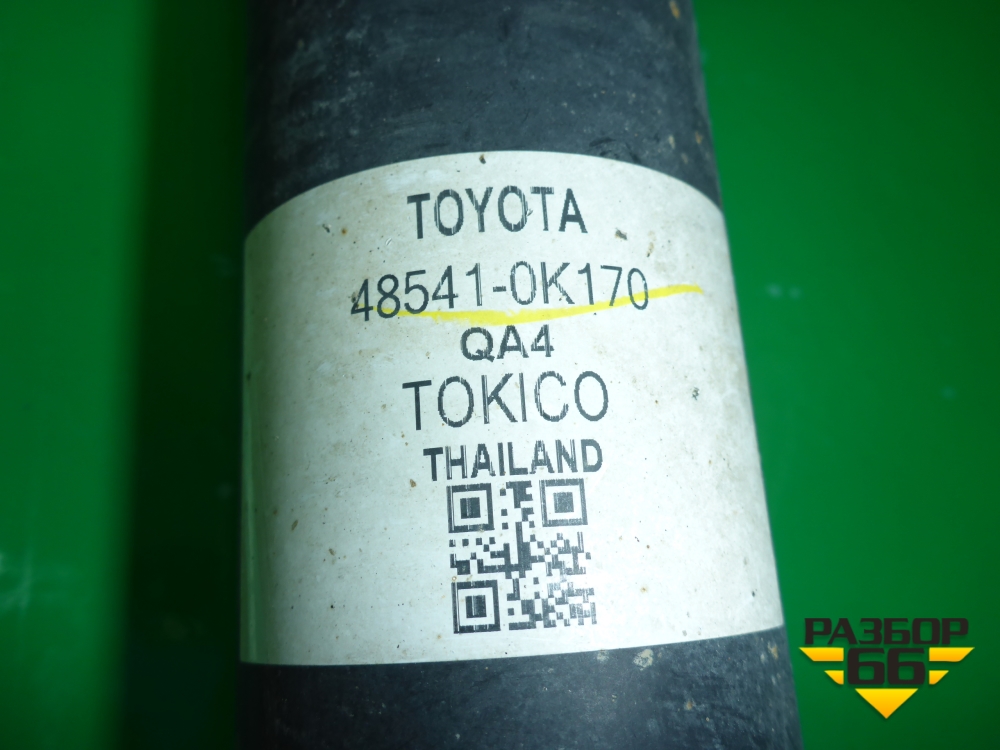 TOYOTA
48541-0K170
QA4
TOKICO
THAILAND
РАЗБОР
66